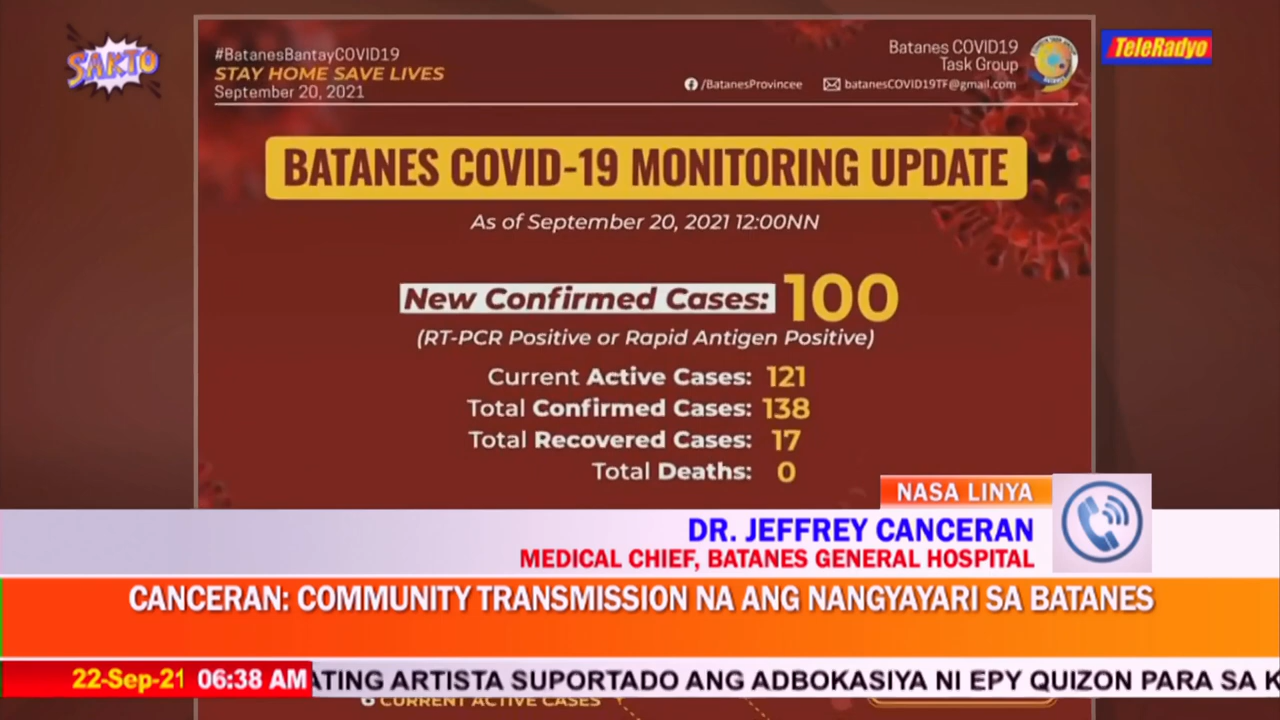 SAKTO
TeleRadyo
#BatanesBantayCOVID19
STAY HOME SAVE LIVES
September 20, 2021
Batanes COVID19
Task Group
/BatanesProvincee
batanesCOVID19TF@gmail.com
BATANES COVID-19 MONITORING UPDATE
As of September 20, 2021 12:00NN
New Confirmed Cases: 100
(RT-PCR Positive or Rapid Antigen Positive)
Current Active Cases: 121
Total Confirmed Cases: 138
Total Recovered Cases: 17
Total Deaths: 0
NASA LINYA
DR. JEFFREY CANCERAN
MEDICAL CHIEF, BATANES GENERAL HOSPITAL
CANCERAN: COMMUNITY TRANSMISSION NA ANG NANGYAYARI SA BATANES
22-Sep-21 06:38 AM ATING ARTISTA SUPORTADO ANG ADBOKASIYA NI EPY QUIZON PARA SA K
6 CURRENT ACTIVE CASES